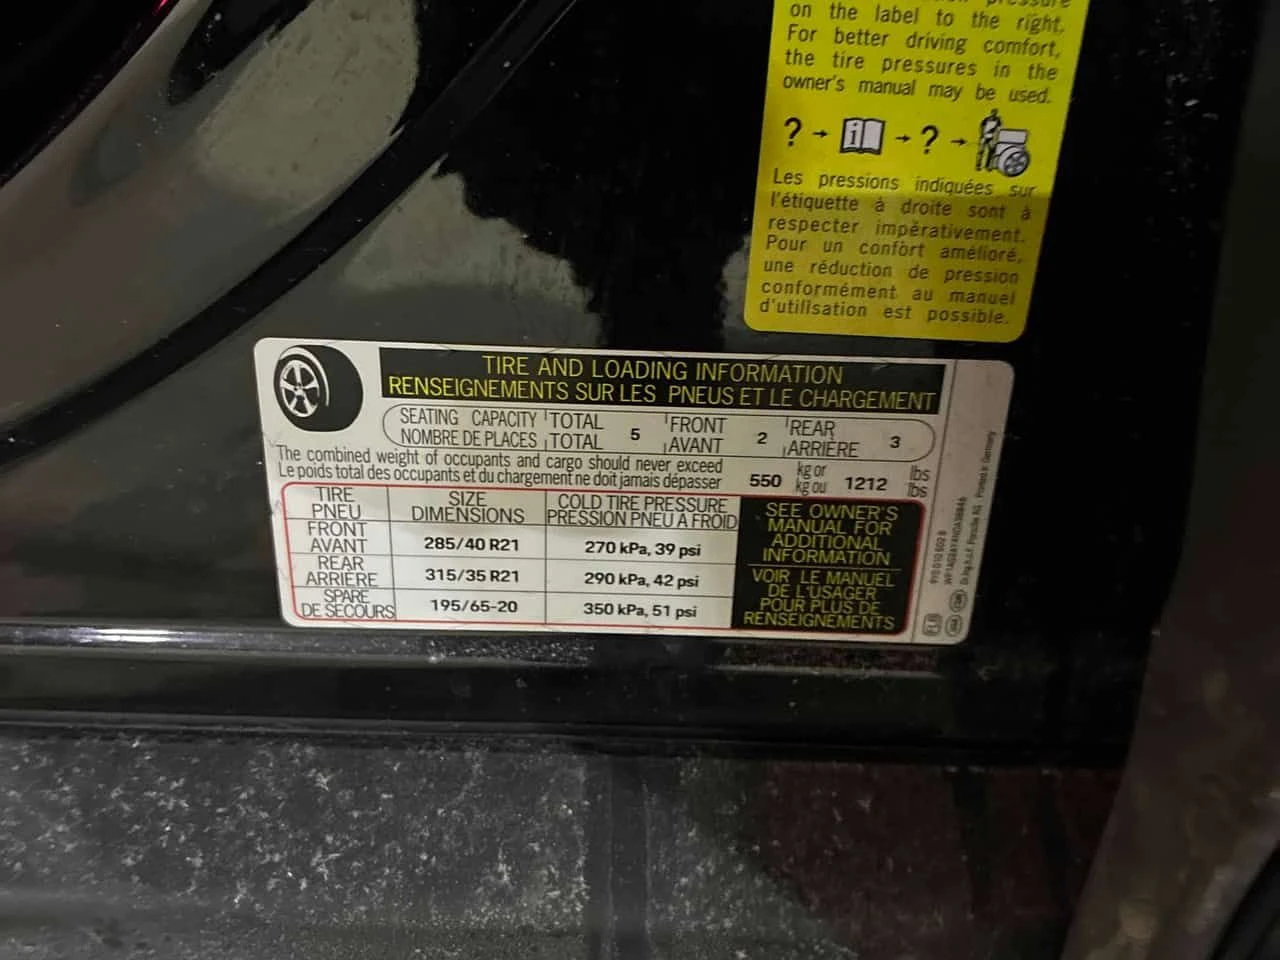 on the label to the right.
For better driving comfort,
the tire pressures in the
owner's manual may be used.
? → i → ? →
Les pressions indiquées sur
l'étiquette à droite sont à
respecter impérativement.
Pour un confort amélioré,
une réduction de pression
conformément au manuel
d'utilisation est possible.
TIRE AND LOADING INFORMATION
RENSEIGNEMENTS SUR LES PNEUS ET LE CHARGEMENT
SEATING CAPACITY TOTAL 5 FRONT 2 REAR 3
NOMBRE DE PLACES TOTAL AVANT ARRIÈRE
The combined weight of occupants and cargo should never exceed 550 kg or 1212 lbs
Le poids total des occupants et du chargement ne doit jamais dépasser kg ou lbs
TIRE SIZE COLD TIRE PRESSURE
PNEU DIMENSIONS PRESSION PNEU A FROID
FRONT
AVANT 285/40 R21 270 kPa, 39 psi
REAR
ARRIÈRE 315/35 R21 290 kPa, 42 psi
SPARE
DE SECOURS 195/65-20 350 kPa, 51 psi
SEE OWNER'S
MANUAL FOR
ADDITIONAL
INFORMATION
VOIR LE MANUEL
DE L'USAGER
POUR PLUS DE
RENSEIGNEMENTS
Porsche AG Printed in Germany